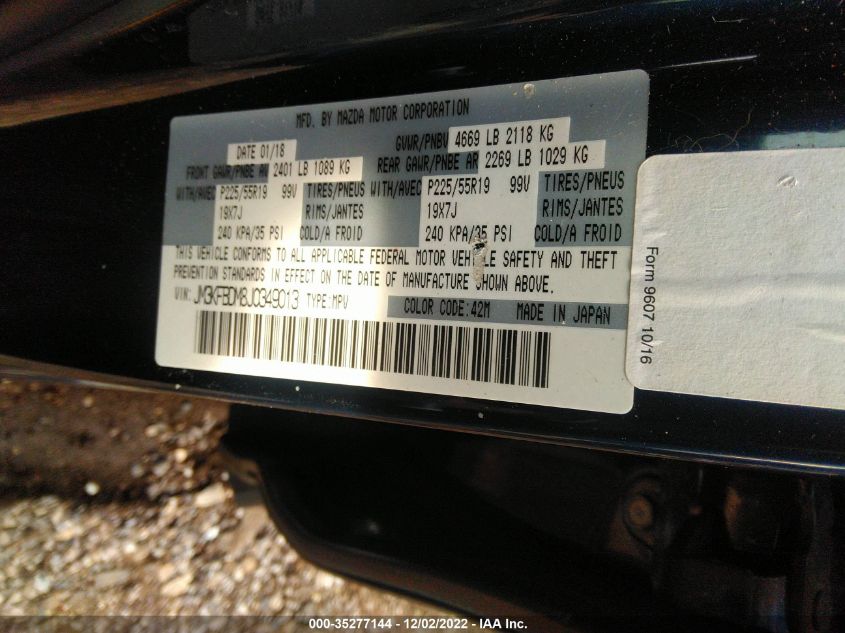 MFD. BY MAZDA MOTOR CORPORATION
DATE 01/18 GVWR/PNBV 4669 LB 2118 KG
FRONT GAWR/PNBE AV 2401 LB 1089 KG REAR GAWR/PNBE AR 2269 LB 1029 KG
WITH/AVEC P225/55R19 99V TIRES/PNEUS WITH/AVEC P225/55R19 99V TIRES/PNEUS
19X7J RIMS/JANTES 19X7J RIMS/JANTES
240 KPA/35 PSI COLD/A FROID 240 KPA/35 PSI COLD/A FROID
THIS VEHICLE CONFORMS TO ALL APPLICABLE FEDERAL MOTOR VEHICLE SAFETY AND THEFT
PREVENTION STANDARDS IN EFFECT ON THE DATE OF MANUFACTURE SHOWN ABOVE.
VIN: JM3KFBDM8J0349013 TYPE:MPV COLOR CODE:42M MADE IN JAPAN
Form 9607 10/16
000-35277144 - 12/02/2022 - IAA Inc.